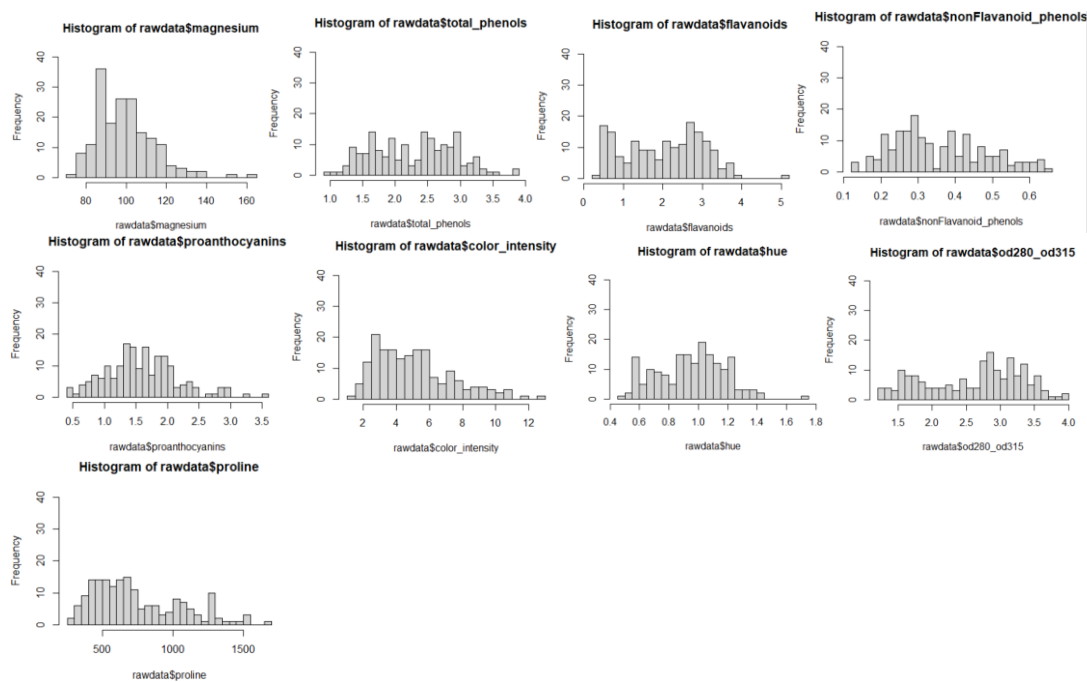 Histogram of rawdata$magnesium
Frequency
0 10 20 30 40
80 100 120 140 160
rawdata$magnesium
Histogram of rawdata$total_phenols
Frequency
0 10 20 30 40
1.0 1.5 2.0 2.5 3.0 3.5 4.0
rawdata$total_phenols
Histogram of rawdata$flavanoids
Frequency
0 10 20 30 40
0 1 2 3 4 5
rawdata$flavanoids
Histogram of rawdata$nonFlavanoid_phenols
Frequency
0 10 20 30 40
0.1 0.2 0.3 0.4 0.5 0.6
rawdata$nonFlavanoid_phenols
Histogram of rawdata$proanthocyanins
Frequency
0 10 20 30 40
0.5 1.0 1.5 2.0 2.5 3.0 3.5
rawdata$proanthocyanins
Histogram of rawdata$color_intensity
Frequency
0 10 20 30 40
2 4 6 8 10 12
rawdata$color_intensity
Histogram of rawdata$hue
Frequency
0 10 20 30 40
0.4 0.6 0.8 1.0 1.2 1.4 1.6 1.8
rawdata$hue
Histogram of rawdata$od280_od315
Frequency
0 10 20 30 40
1.5 2.0 2.5 3.0 3.5 4.0
rawdata$od280_od315
Histogram of rawdata$proline
Frequency
0 10 20 30 40
500 1000 1500
rawdata$proline